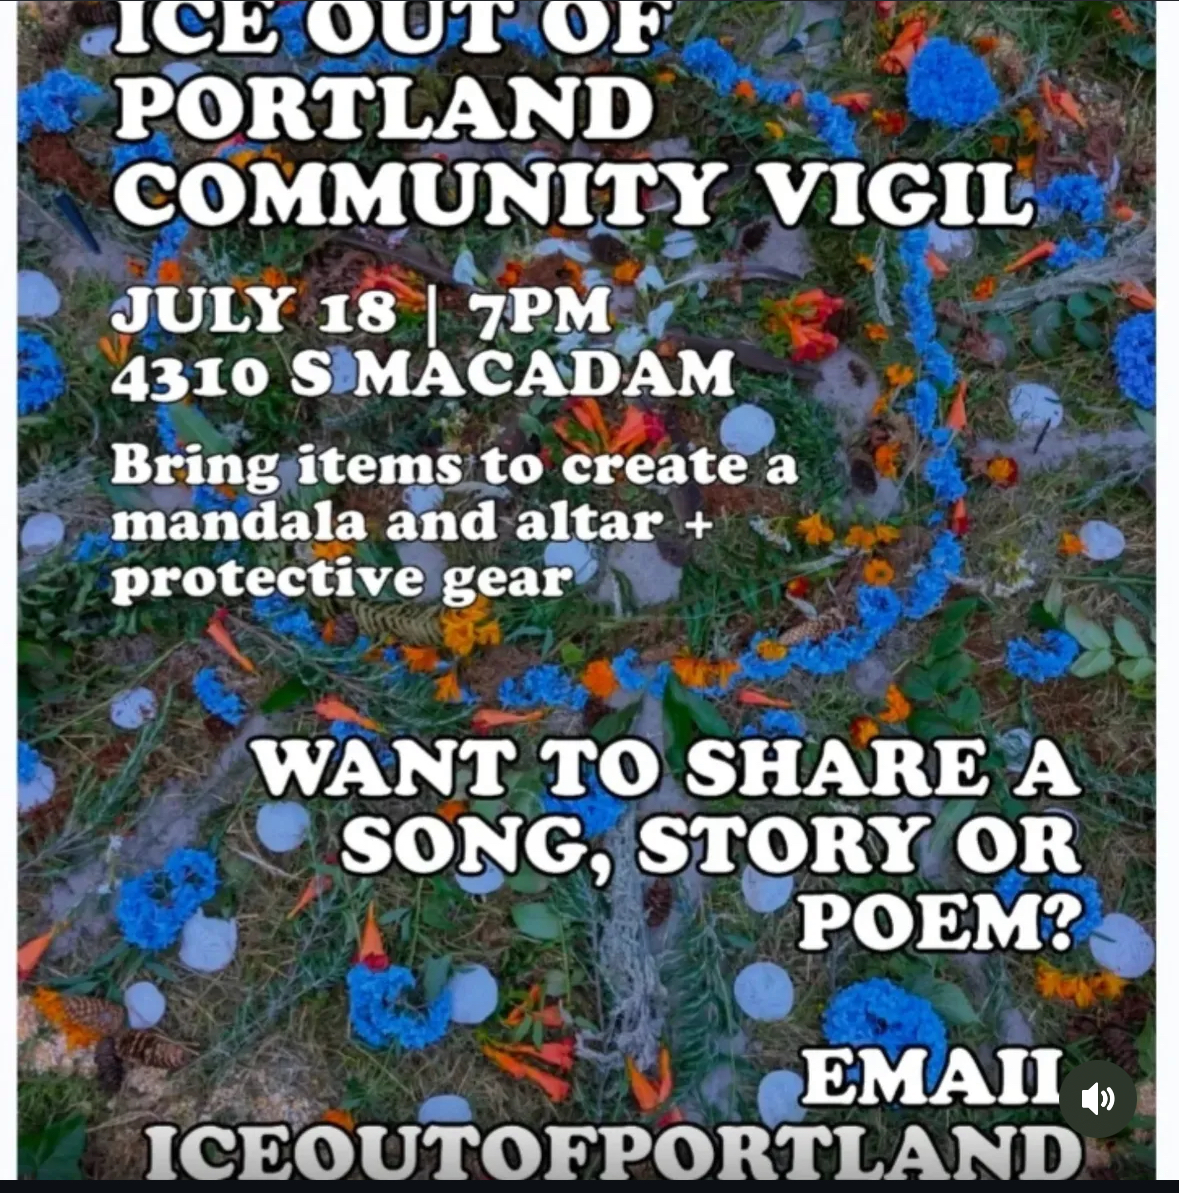 ICE OUT OF
PORTLAND
COMMUNITY VIGIL
JULY 18 | 7PM
4310 S MACADAM
Bring items to create a
mandala and altar +
protective gear
WANT TO SHARE A
SONG, STORY OR
POEM?
EMAIL
ICEOUTOFPORTLAND